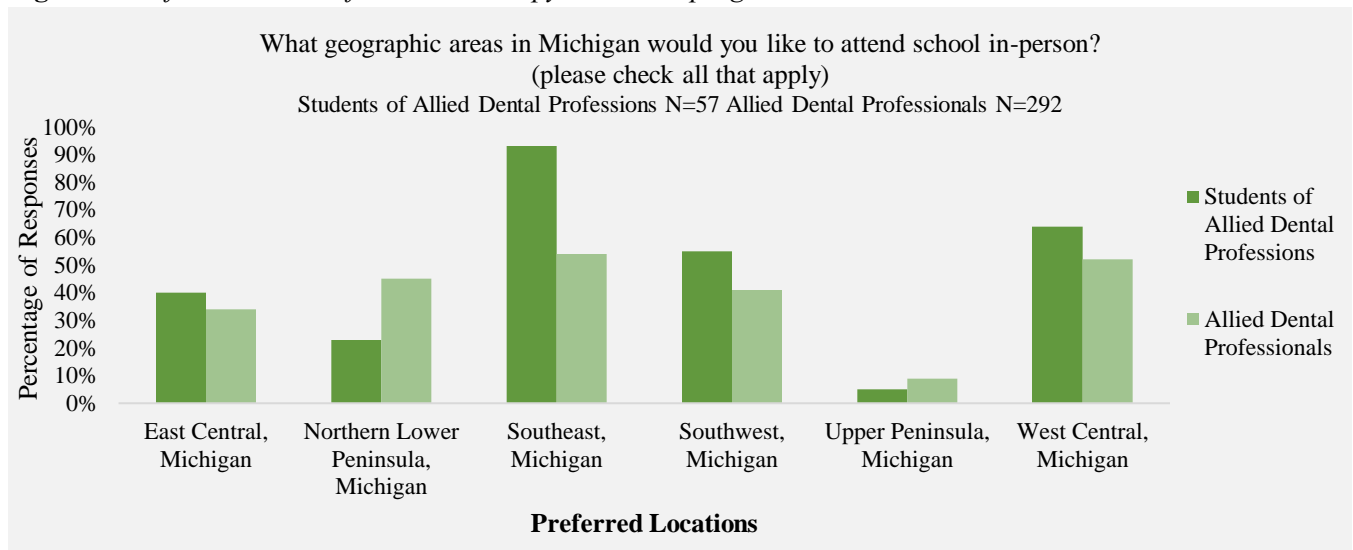 What geographic areas in Michigan would you like to attend school in-person?
(please check all that apply)
Students of Allied Dental Professions N=57 Allied Dental Professionals N=292
Percentage of Responses
100%
90%
80%
70%
60%
50%
40%
30%
20%
10%
0%
East Central,
Michigan
Northern Lower
Peninsula,
Michigan
Southeast,
Michigan
Southwest,
Michigan
Upper Peninsula,
Michigan
West Central,
Michigan
Preferred Locations
Students of
Allied Dental
Professions
Allied Dental
Professionals